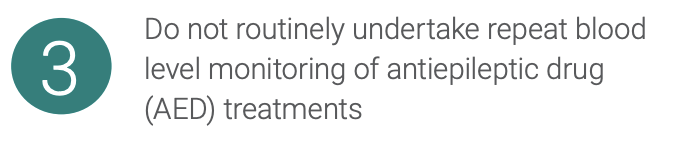 3
Do not routinely undertake repeat blood
level monitoring of antiepileptic drug
(AED) treatments